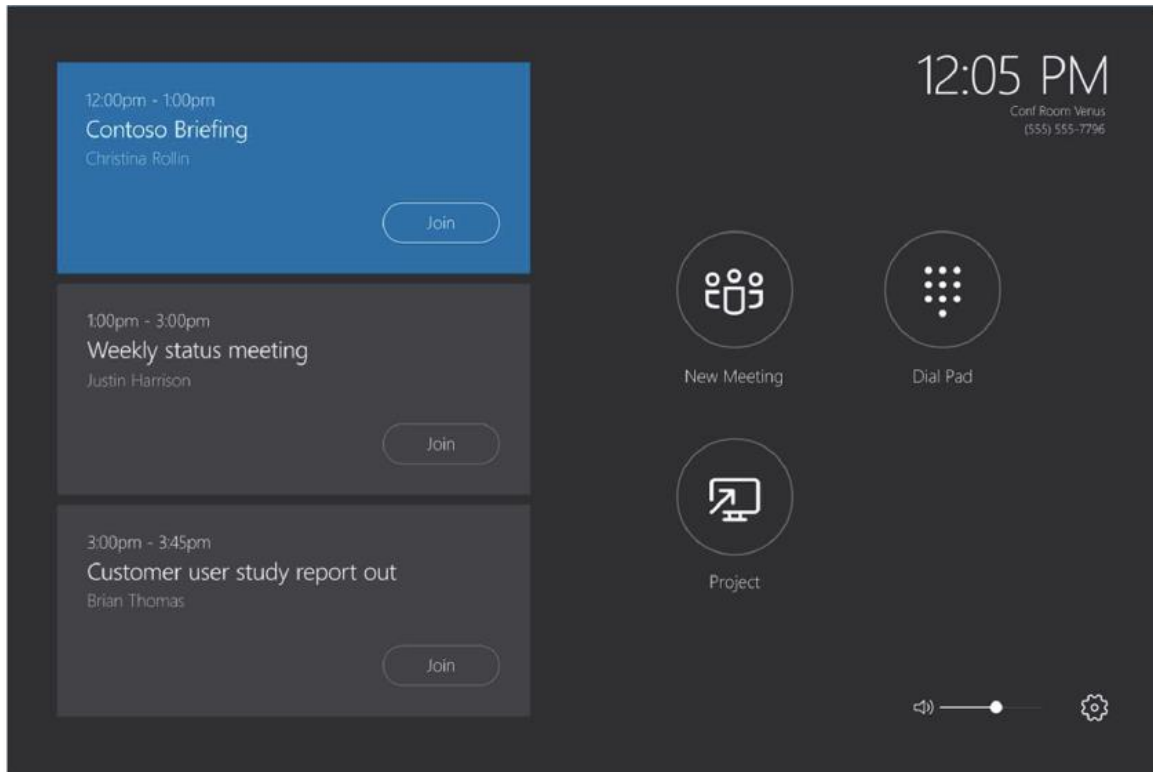 12:00pm - 1:00pm
Contoso Briefing
Christina Rollin
Join
1:00pm - 3:00pm
Weekly status meeting
Justin Harrison
Join
3:00pm - 3:45pm
Customer user study report out
Brian Thomas
Join
12:05 PM
Conf Room Venus
(555) 555-7796
New Meeting
Dial Pad
Project